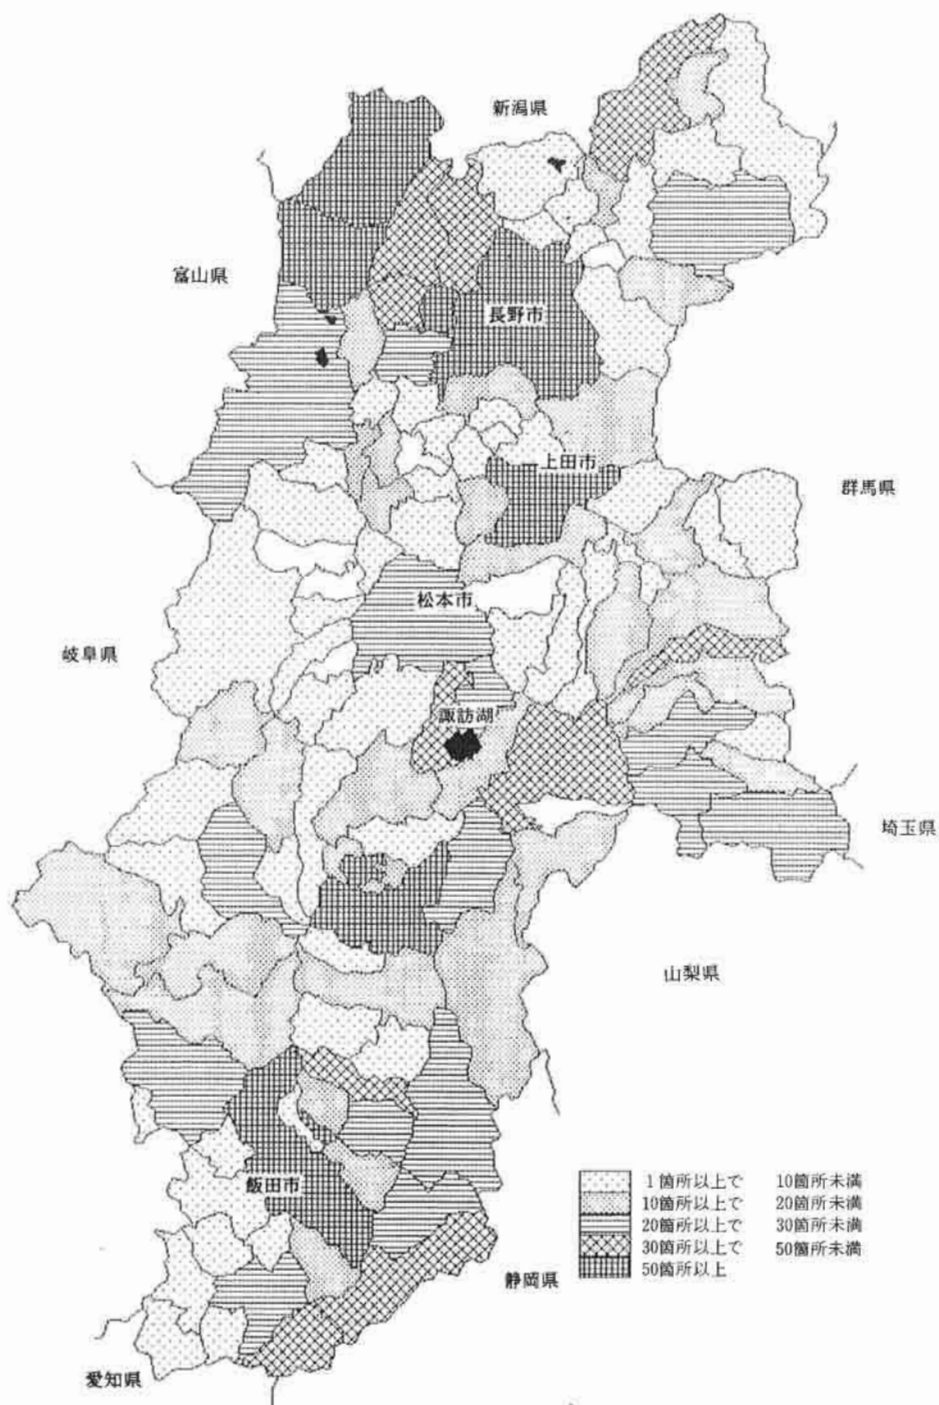 新潟県
富山県
長野市
上田市
群馬県
松本市
岐阜県
諏訪湖
埼玉県
山梨県
飯田市
1箇所以上で 10箇所未満
10箇所以上で 20箇所未満
20箇所以上で 30箇所未満
30箇所以上で 50箇所未満
50箇所以上
静岡県
愛知県